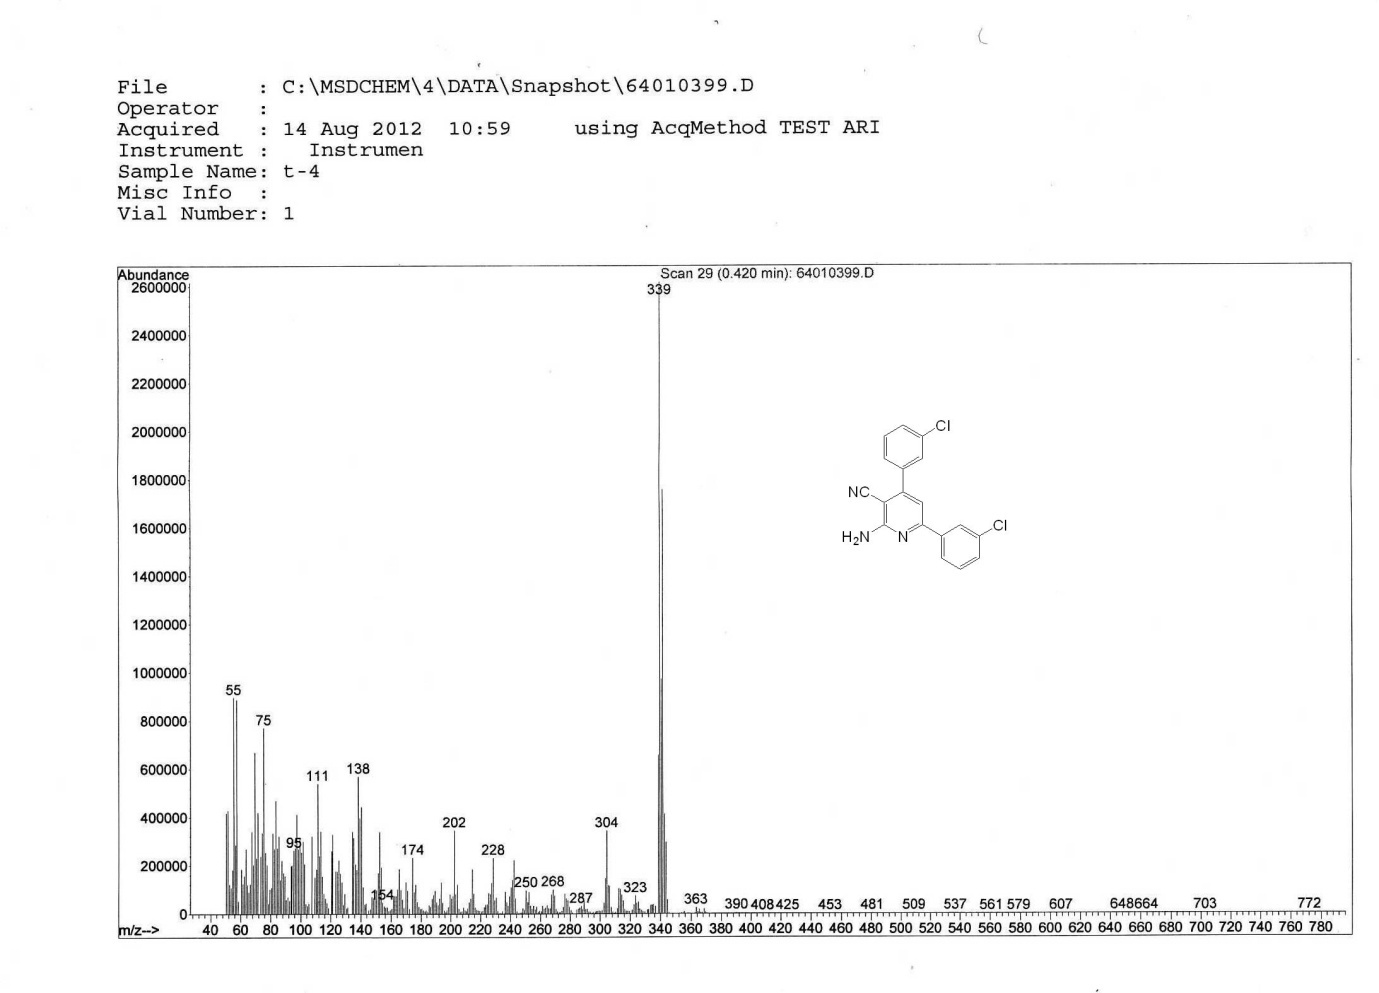 File : C:\MSDCHEM\4\DATA\Snapshot\64010399.D
Operator :
Acquired : 14 Aug 2012 10:59 using AcqMethod TEST ARI
Instrument : Instrumen
Sample Name: t-4
Misc Info :
Vial Number: 1
Abundance
Scan 29 (0.420 min): 64010399.D
2600000
339
2400000
2200000
2000000
1800000
1600000
1400000
1200000
1000000
800000
600000
400000
200000
0
55
75
95
111
138
154
174
202
228
250
268
287
304
323
363
390 408 425 453 481 509 537 561 579 607 648 664 703 772
Cl
NC
H2N
N
Cl
m/z-->
40 60 80 100 120 140 160 180 200 220 240 260 280 300 320 340 360 380 400 420 440 460 480 500 520 540 560 580 600 620 640 660 680 700 720 740 760 780